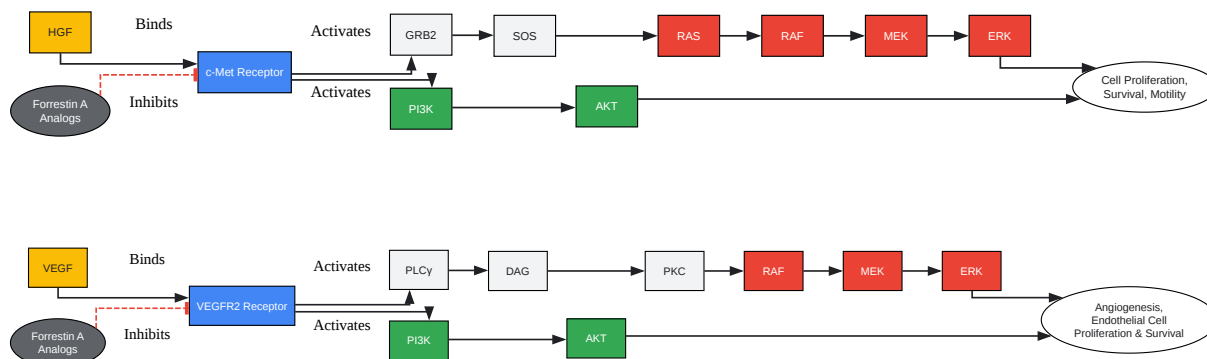 Binds
HGF
Activates
GRB2
SOS
RAS
RAF
MEK
ERK
c-Met Receptor
Cell Proliferation,
Survival, Motility
Forrestin A
Analogs
Inhibits
Activates
PI3K
AKT
Binds
VEGF
Activates
PLCγ
DAG
PKC
RAF
MEK
ERK
VEGFR2 Receptor
Angiogenesis,
Endothelial Cell
Proliferation & Survival
Forrestin A
Analogs
Inhibits
Activates
PI3K
AKT